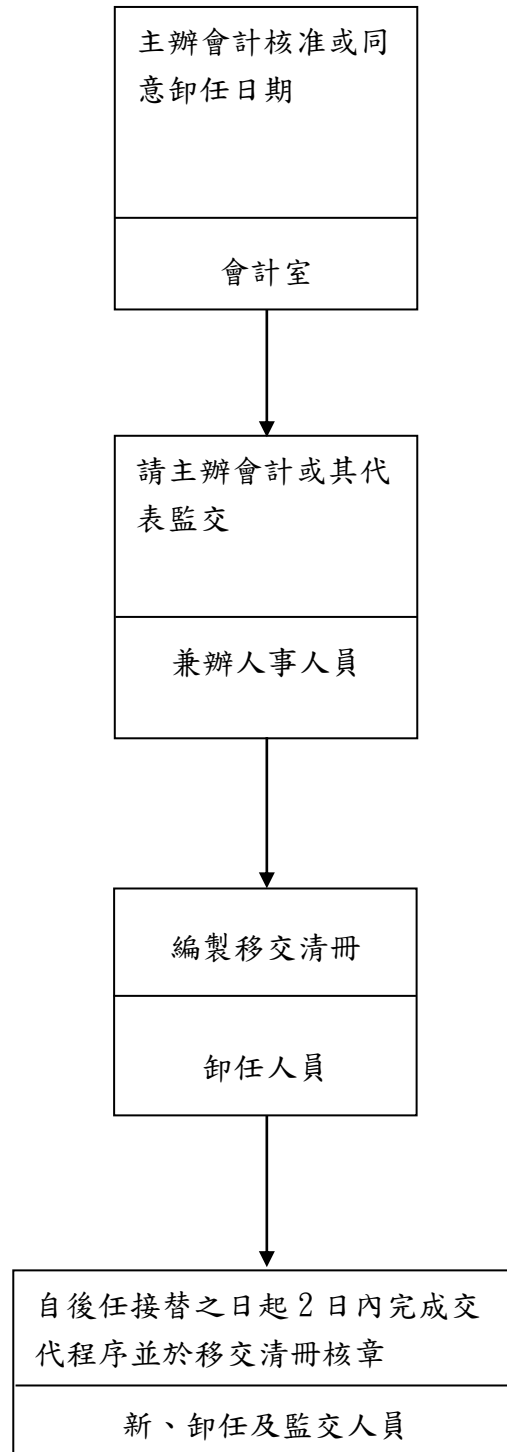 主辦會計核准或同
意卸任日期
會計室
請主辦會計或其代
表監交
兼辦人事人員
編製移交清冊
卸任人員
自後任接替之日起 2 日內完成交
代程序並於移交清冊核章
新、卸任及監交人員